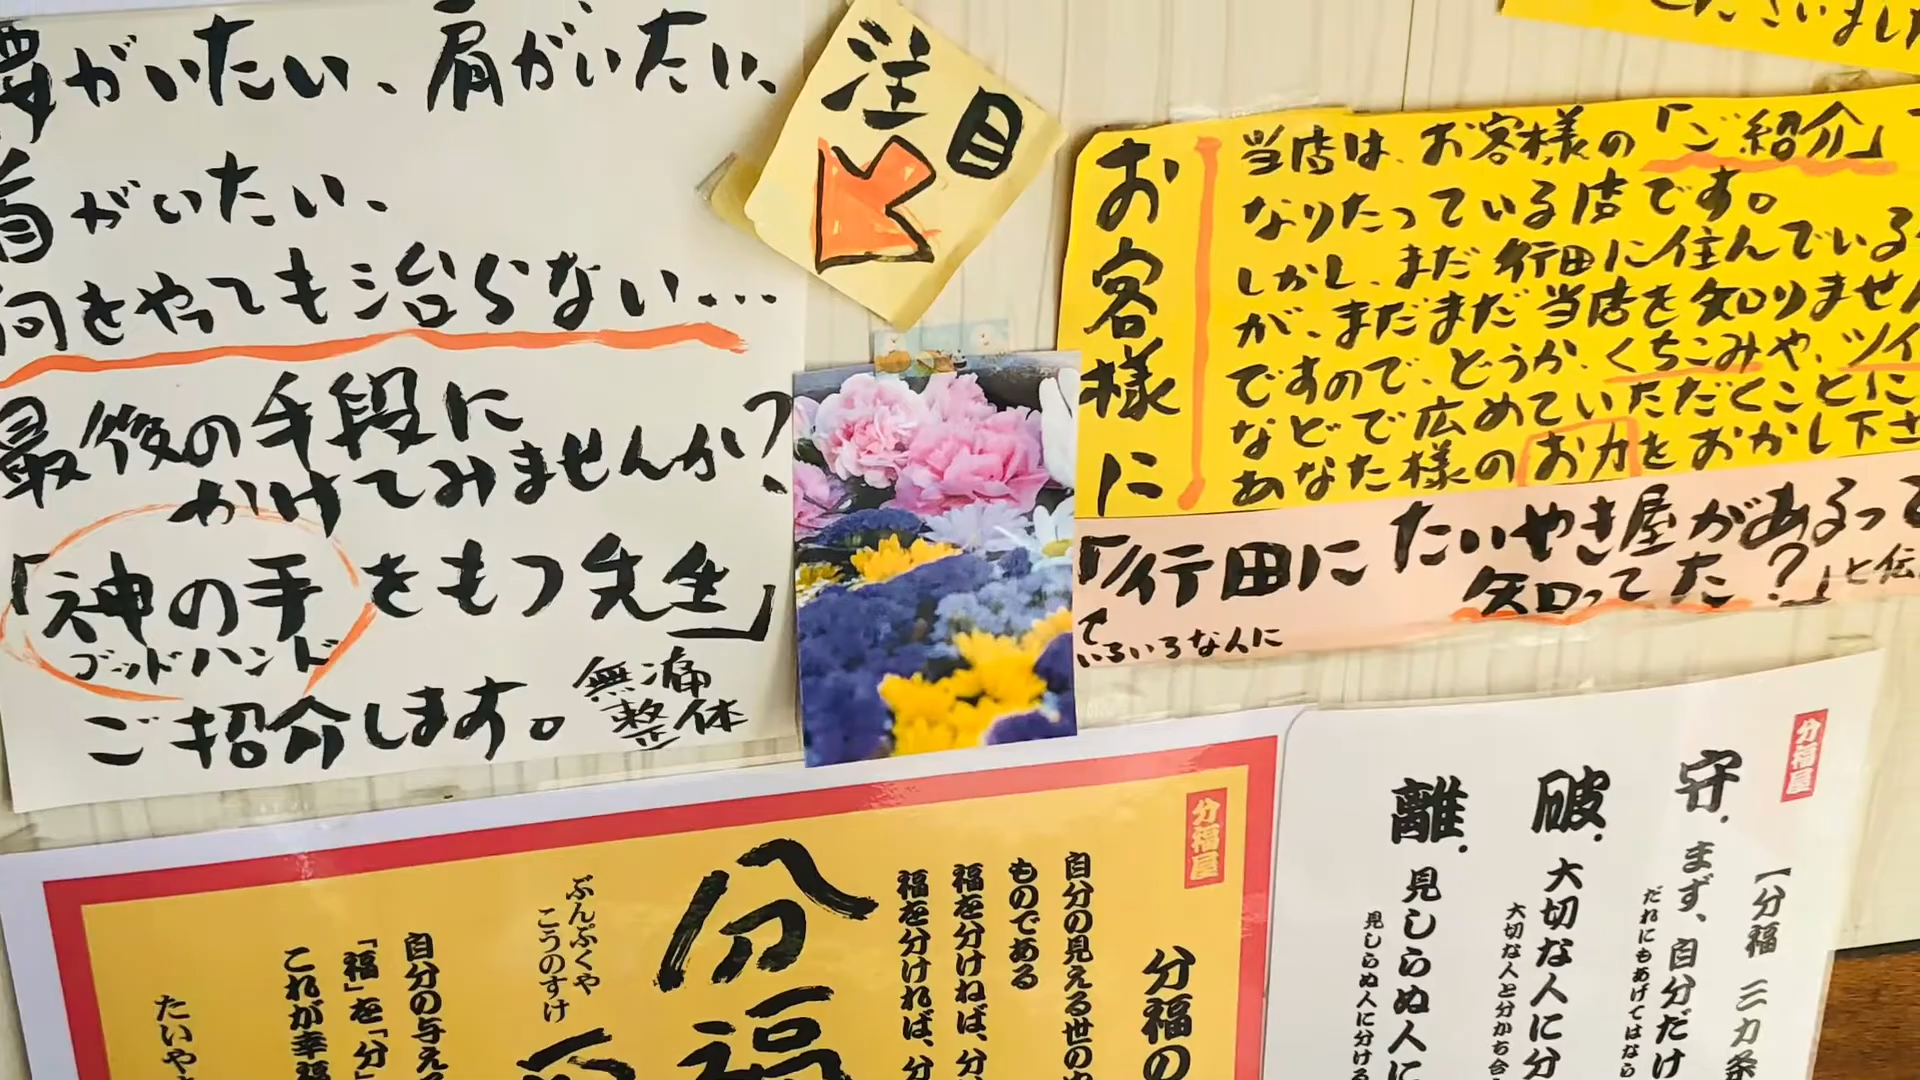 腰がいたい、肩がいたい、
首がいたい、
何をやっても治らない…
最後の手段に
かけてみませんか?
「神の手をもつ先生」
ゴッドハンド
ご紹介します。
無痛
整体
注目
お客様に
当店は、お客様の「ご紹介」
なりたっている店です。
しかし、まだ行田に住んでいる
が、まだまだ当店を知りません
ですので、どうか、くちこみや、ツイ
などで広めていただくことに
あなた様のお力をおかし下さ
「行田にたいやき屋があるって
知ってた?」と伝
で
いろいろな人に
分福屋
分福の
自分の見える世の中
ものである
福を分けねば、分
福を分ければ、分
分福
ぶんぷくや
こうのすけ
自分の与え
「福」を「分」
これが幸福
たいや
分福屋
【分福 三カ条
守.まず、自分だけ
だれにもあげてはなら
破.大切な人に分
大切な人と分かち合
離.見しらぬ人に
見しらぬ人に分ける